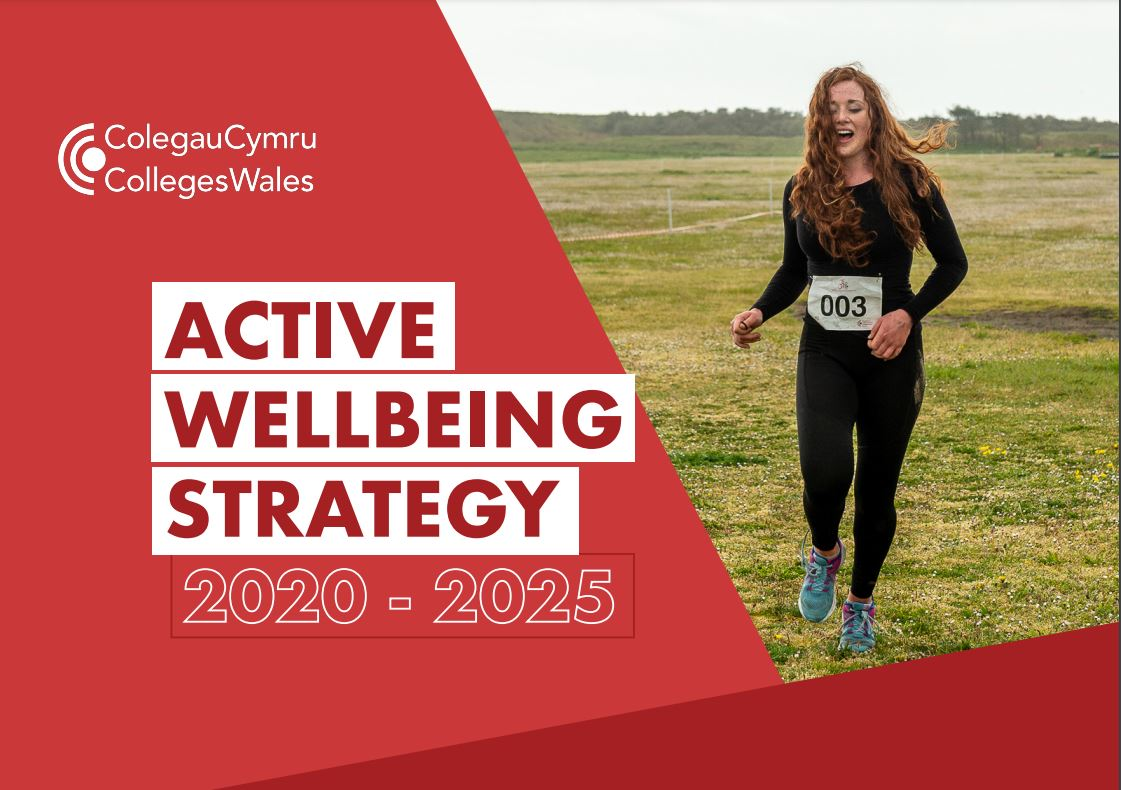 ColegauCymru
CollegesWales
ACTIVE
WELLBEING
STRATEGY
2020 - 2025
003